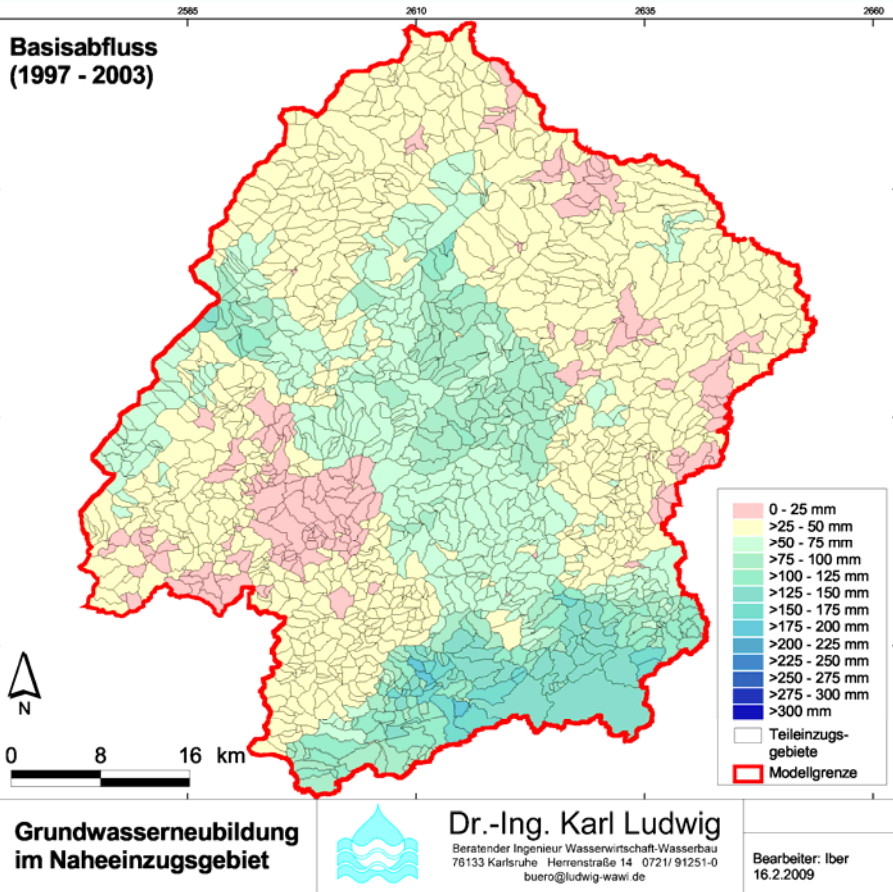 2585 2610 2635 2660
Basisabfluss
(1997 - 2003)
0 - 25 mm
>25 - 50 mm
>50 - 75 mm
>75 - 100 mm
>100 - 125 mm
>125 - 150 mm
>150 - 175 mm
>175 - 200 mm
>200 - 225 mm
>225 - 250 mm
>250 - 275 mm
>275 - 300 mm
>300 mm
Teileinzugs-
gebiete
Modellgrenze
N
0 8 16 km
Grundwasserneubildung
im Naheeinzugsgebiet
Dr.-Ing. Karl Ludwig
Beratender Ingenieur Wasserwirtschaft-Wasserbau
76133 Karlsruhe Herrenstraße 14 0721/ 91251-0
buero@ludwig-wawi.de
Bearbeiter: Iber
16.2.2009